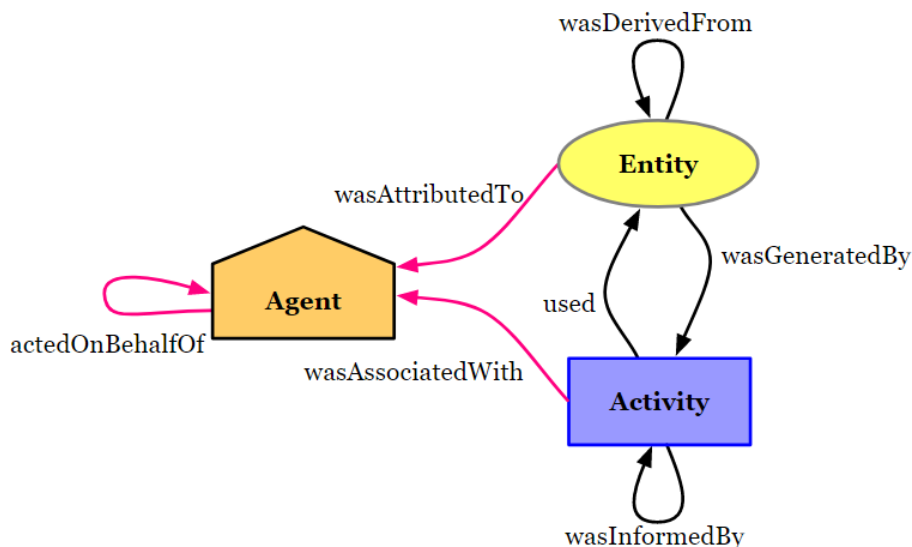 wasDerivedFrom
Entity
wasAttributedTo
wasGeneratedBy
Agent
used
actedOnBehalfOf
wasAssociatedWith
Activity
wasInformedBy